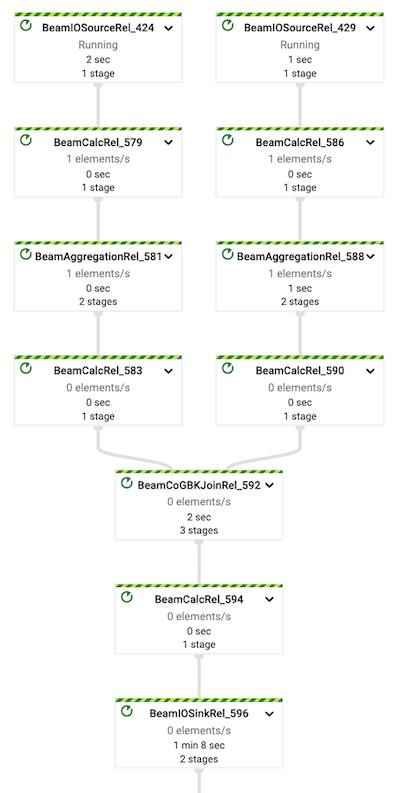 BeamIOSourceRel_424
Running
2 sec
1 stage
BeamIOSourceRel_429
Running
1 sec
1 stage
BeamCalcRel_579
1 elements/s
0 sec
1 stage
BeamCalcRel_586
1 elements/s
0 sec
1 stage
BeamAggregationRel_581
1 elements/s
0 sec
2 stages
BeamAggregationRel_588
1 elements/s
1 sec
2 stages
BeamCalcRel_583
0 elements/s
0 sec
1 stage
BeamCalcRel_590
0 elements/s
0 sec
1 stage
BeamCoGBKJoinRel_592
0 elements/s
2 sec
3 stages
BeamCalcRel_594
0 elements/s
0 sec
1 stage
BeamIOSinkRel_596
0 elements/s
1 min 8 sec
2 stages